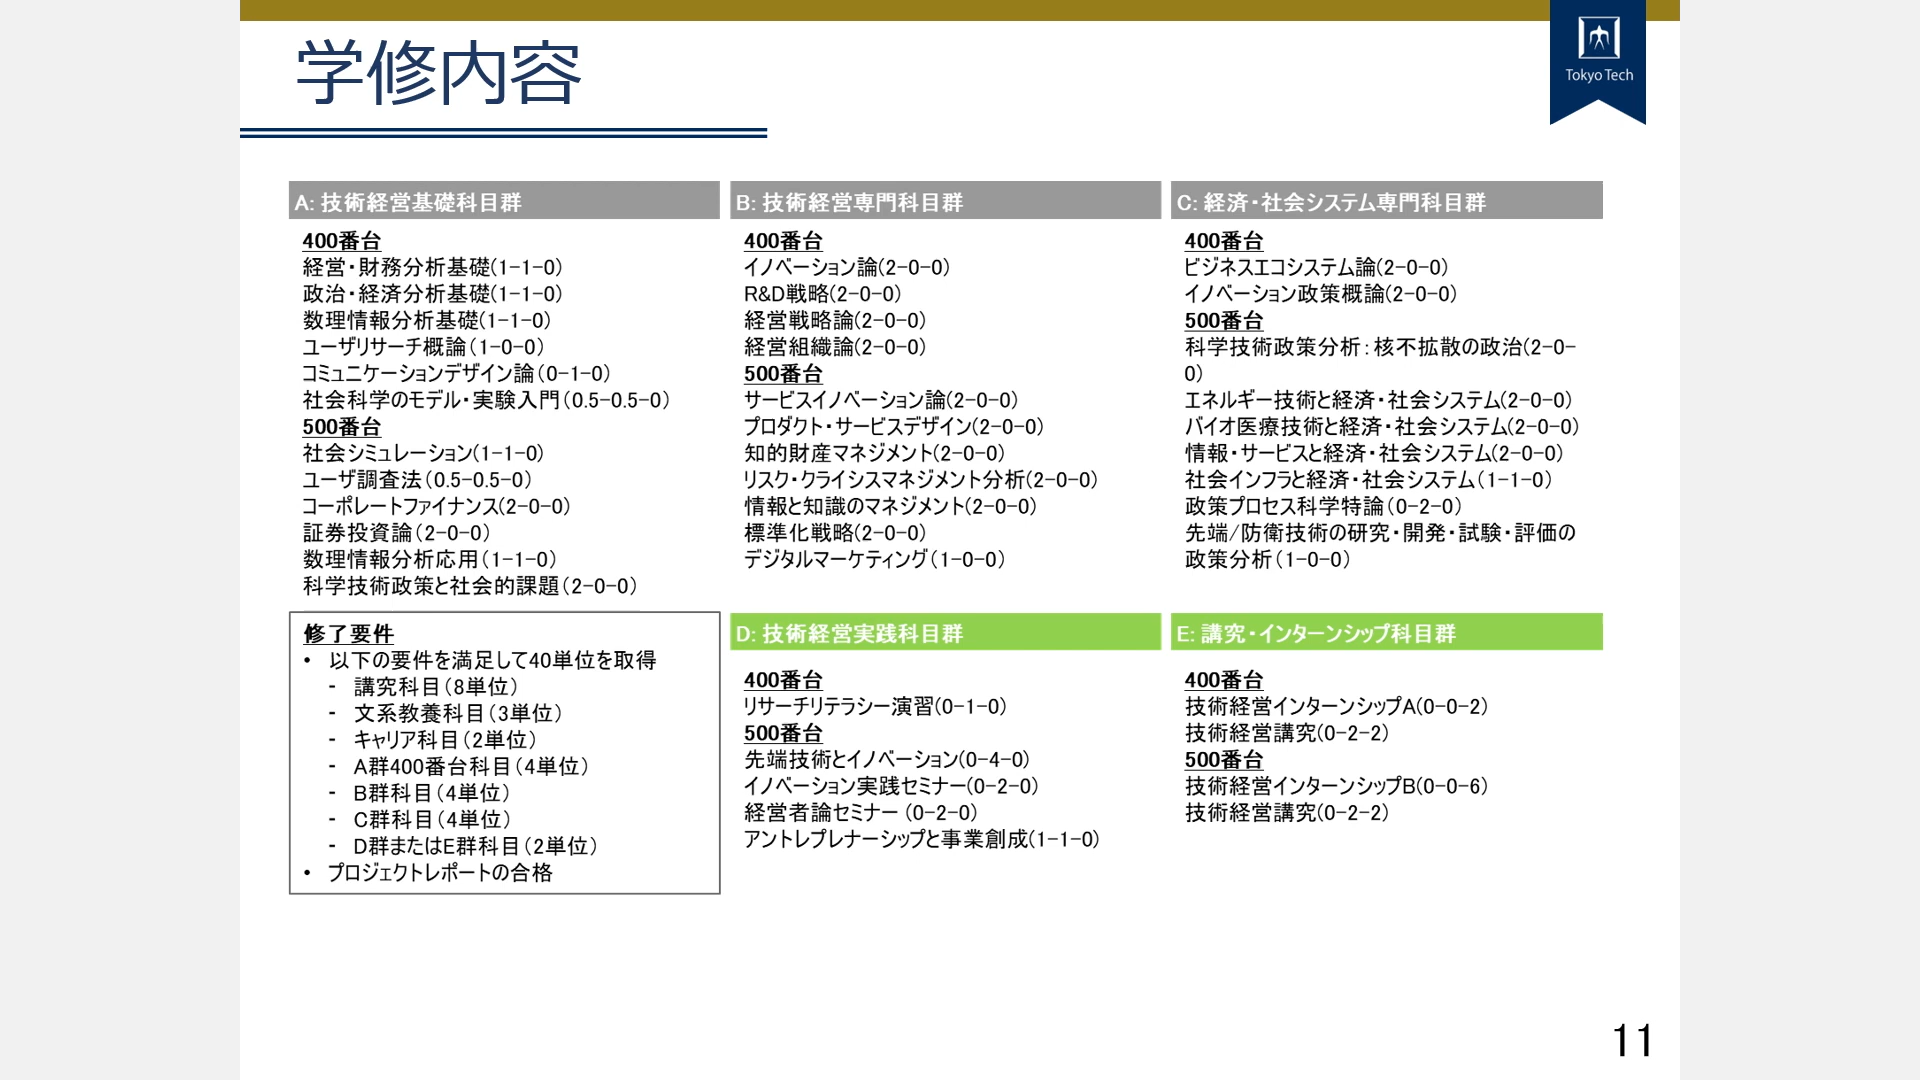 学修内容
Tokyo Tech
A: 技術経営基礎科目群
400番台
経営・財務分析基礎(1-1-0)
政治・経済分析基礎(1-1-0)
数理情報分析基礎(1-1-0)
ユーザリサーチ概論(1-0-0)
コミュニケーションデザイン論(0-1-0)
社会科学のモデル・実験入門(0.5-0.5-0)
500番台
社会シミュレーション(1-1-0)
ユーザ調査法(0.5-0.5-0)
コーポレートファイナンス(2-0-0)
証券投資論(2-0-0)
数理情報分析応用(1-1-0)
科学技術政策と社会的課題(2-0-0)
B: 技術経営専門科目群
400番台
イノベーション論(2-0-0)
R&D戦略(2-0-0)
経営戦略論(2-0-0)
経営組織論(2-0-0)
500番台
サービスイノベーション論(2-0-0)
プロダクト・サービスデザイン(2-0-0)
知的財産マネジメント(2-0-0)
リスク・クライシスマネジメント分析(2-0-0)
情報と知識のマネジメント(2-0-0)
標準化戦略(2-0-0)
デジタルマーケティング(1-0-0)
C: 経済・社会システム専門科目群
400番台
ビジネスエコシステム論(2-0-0)
イノベーション政策概論(2-0-0)
500番台
科学技術政策分析:核不拡散の政治(2-0-
0)
エネルギー技術と経済・社会システム(2-0-0)
バイオ医療技術と経済・社会システム(2-0-0)
情報・サービスと経済・社会システム(2-0-0)
社会インフラと経済・社会システム(1-1-0)
政策プロセス科学特論(0-2-0)
先端/防衛技術の研究・開発・試験・評価の
政策分析(1-0-0)
修了要件
• 以下の要件を満足して40単位を取得
- 講究科目(8単位)
- 文系教養科目(3単位)
- キャリア科目(2単位)
- A群400番台科目(4単位)
- B群科目(4単位)
- C群科目(4単位)
- D群またはE群科目(2単位)
• プロジェクトレポートの合格
D: 技術経営実践科目群
400番台
リサーチリテラシー演習(0-1-0)
500番台
先端技術とイノベーション(0-4-0)
イノベーション実践セミナー(0-2-0)
経営者論セミナー (0-2-0)
アントレプレナーシップと事業創成(1-1-0)
E: 講究・インターンシップ科目群
400番台
技術経営インターンシップA(0-0-2)
技術経営講究(0-2-2)
500番台
技術経営インターンシップB(0-0-6)
技術経営講究(0-2-2)
11